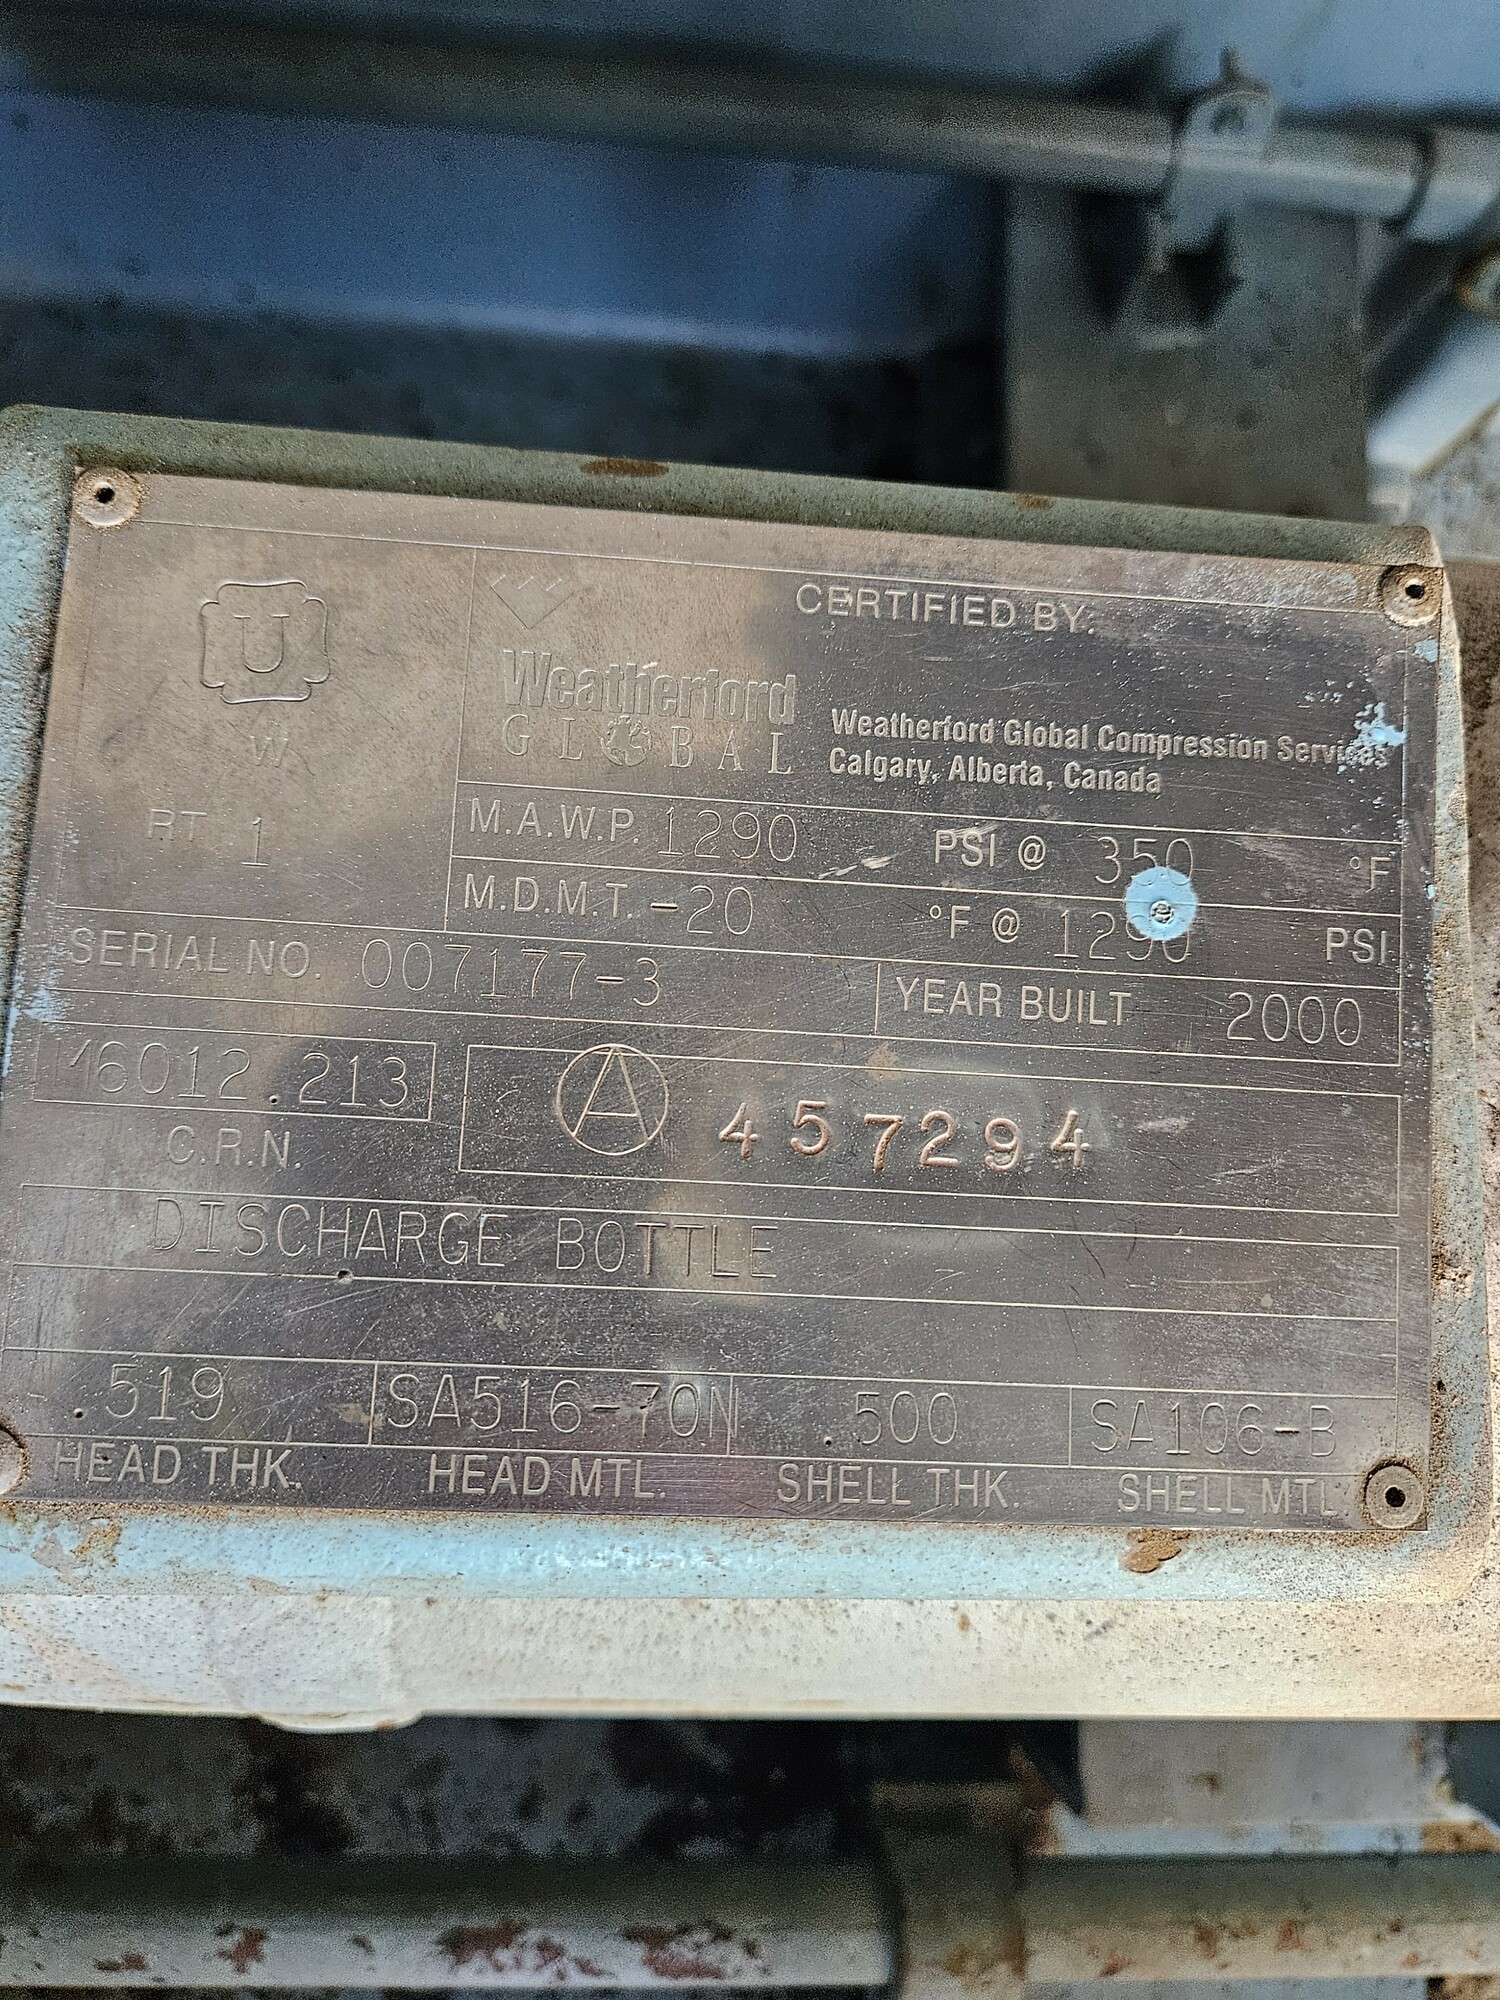 U
W
RT 1
Weatherford
GLOBAL
CERTIFIED BY:
Weatherford Global Compression Services
Calgary, Alberta, Canada
M.A.W.P. 1290 PSI @ 350 °F
M.D.M.T. -20 °F @ 1290 PSI
SERIAL NO. 007177-3 YEAR BUILT 2000
M6012.213
C.R.N.
A 457294
DISCHARGE BOTTLE
.519 SA516-70N .500 SA106-B
HEAD THK. HEAD MTL. SHELL THK. SHELL MTL.